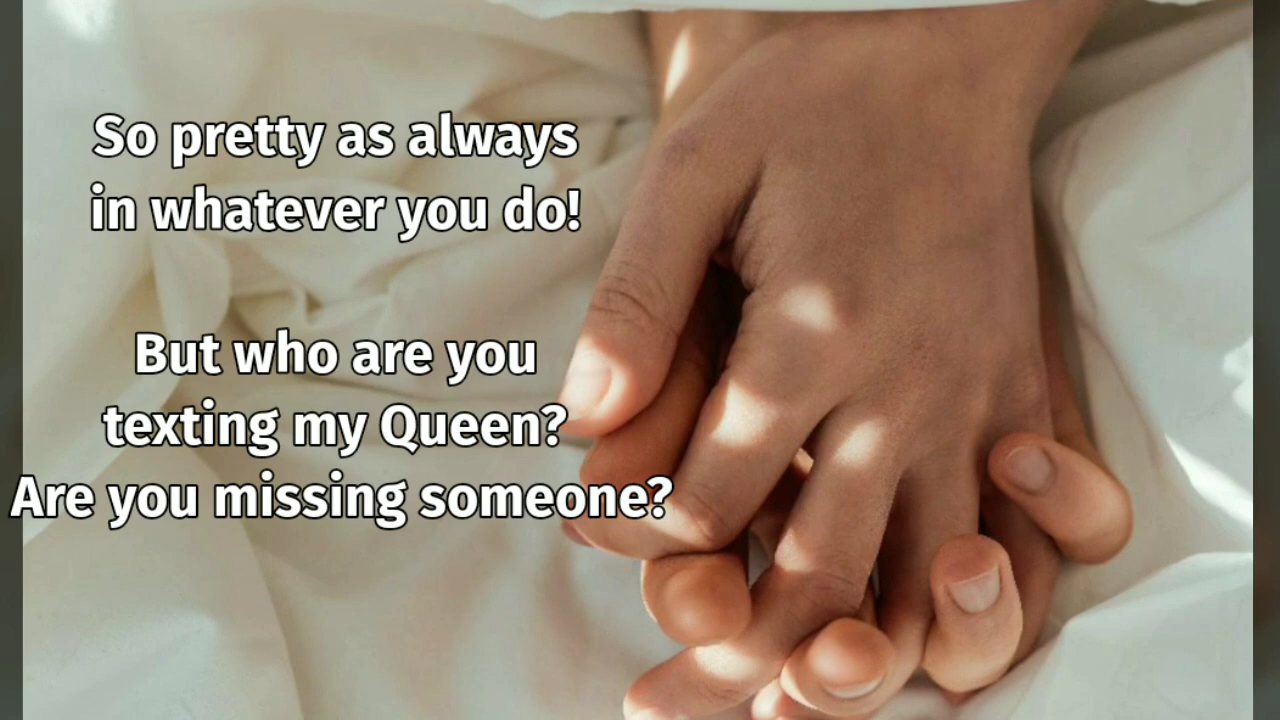 So pretty as always
in whatever you do!
But who are you
texting my Queen?
Are you missing someone?